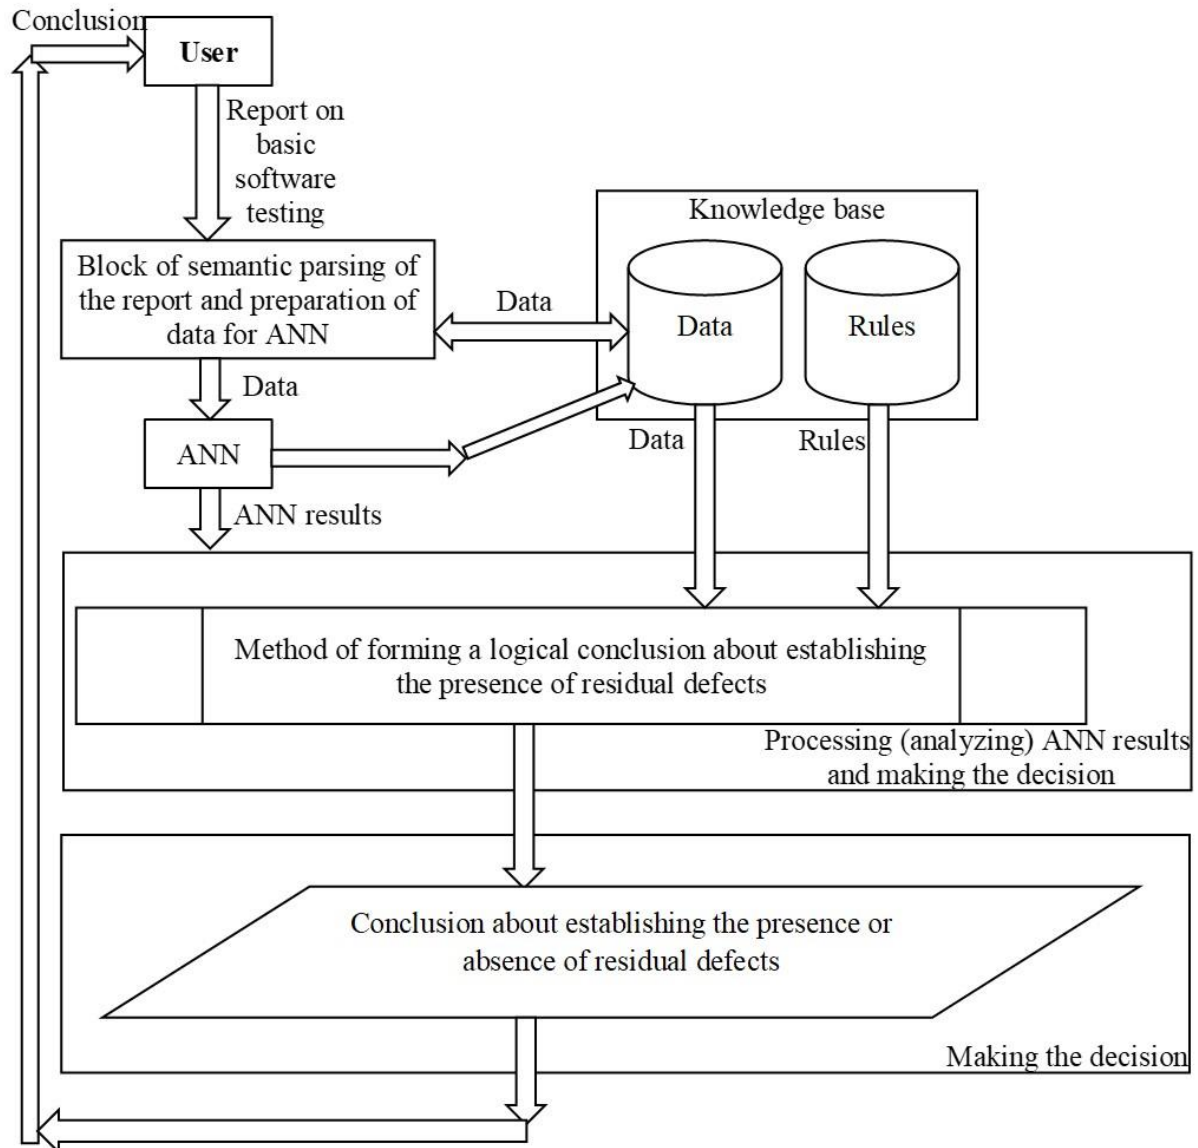 Conclusion
User
Report on
basic
software
testing
Knowledge base
Block of semantic parsing of
the report and preparation of
data for ANN
Data
Data
Rules
Data
ANN
Data
Rules
ANN results
Method of forming a logical conclusion about establishing
the presence of residual defects
Processing (analyzing) ANN results
and making the decision
Conclusion about establishing the presence or
absence of residual defects
Making the decision